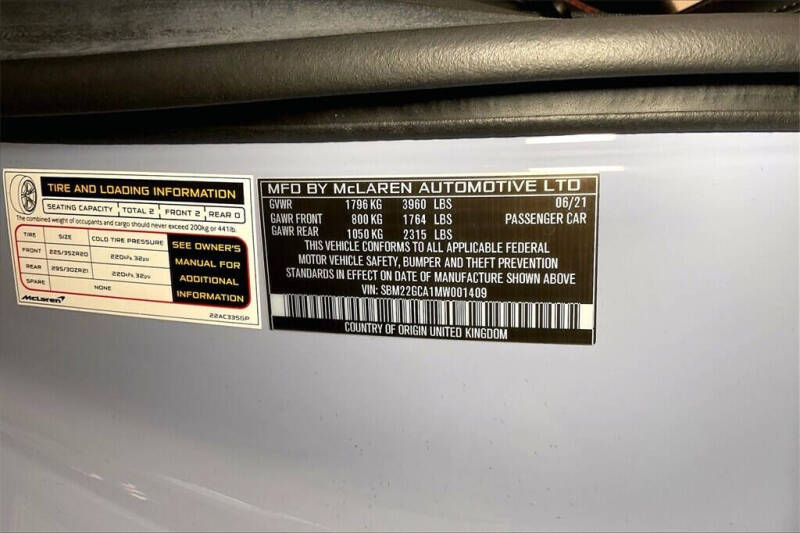 TIRE AND LOADING INFORMATION
SEATING CAPACITY TOTAL 2 FRONT 2 REAR 0
The combined weight of occupants and cargo should never exceed 200kg or 441lb.
TIRE SIZE COLD TIRE PRESSURE
FRONT 225/35ZR20 220kPa, 32psi
REAR 295/30ZR21 220kPa, 32psi
SPARE NONE
SEE OWNER'S
MANUAL FOR
ADDITIONAL
INFORMATION
McLaren
22AC335GP
MFD BY McLAREN AUTOMOTIVE LTD
GVWR 1796 KG 3960 LBS 06/21
GAWR FRONT 800 KG 1764 LBS PASSENGER CAR
GAWR REAR 1050 KG 2315 LBS
THIS VEHICLE CONFORMS TO ALL APPLICABLE FEDERAL
MOTOR VEHICLE SAFETY, BUMPER, AND THEFT PREVENTION
STANDARDS IN EFFECT ON DATE OF MANUFACTURE SHOWN ABOVE
VIN: SBM22GCA1MW001409
COUNTRY OF ORIGIN UNITED KINGDOM